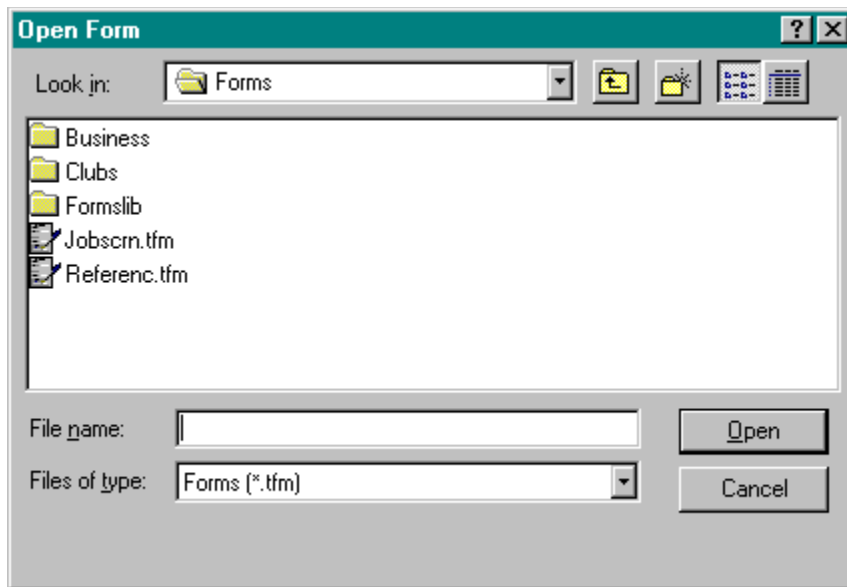 Open Form
Look in: Forms
Business
Clubs
Formslib
Jobscrn.tfm
Referenc.tfm
File name: Open
Files of type: Forms (*.tfm) Cancel